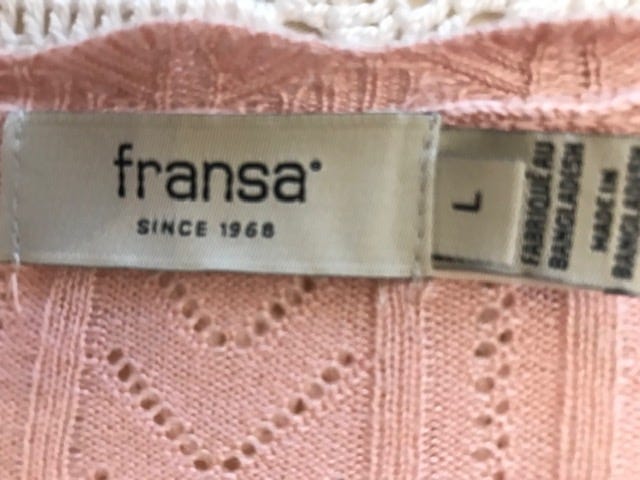 fransa
SINCE 1968
L
FABRIQUÉ AU
BANGLADESH
MADE IN
BANGLADESH